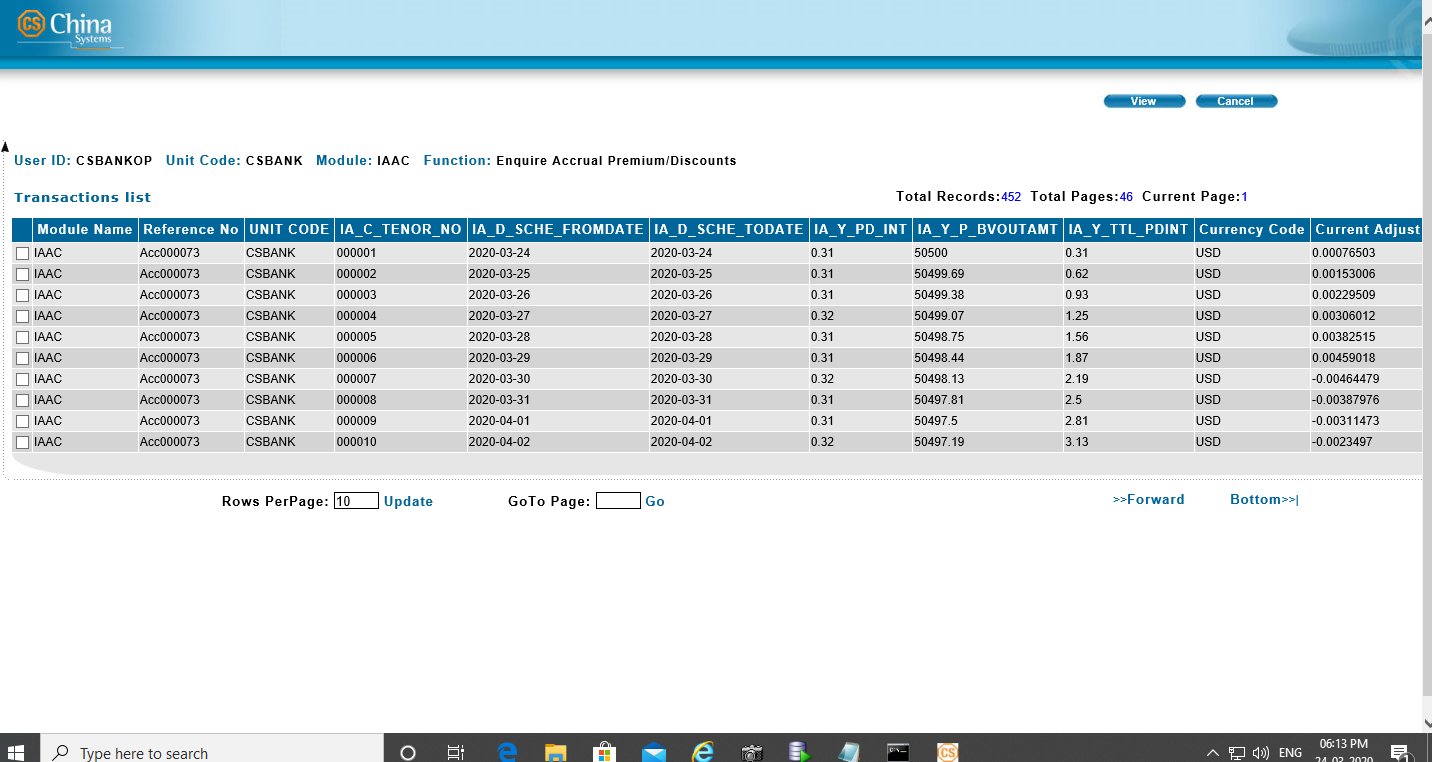 CS China
Systems
View Cancel
User ID: CSBANKOP Unit Code: CSBANK Module: IAAC Function: Enquire Accrual Premium/Discounts
Transactions list Total Records:452 Total Pages:46 Current Page:1
Module Name Reference No UNIT CODE IA_C_TENOR_NO IA_D_SCHE_FROMDATE IA_D_SCHE_TODATE IA_Y_PD_INT IA_Y_P_BVOUTAMT IA_Y_TTL_PDINT Currency Code Current Adjust
IAAC Acc000073 CSBANK 000001 2020-03-24 2020-03-24 0.31 50500 0.31 USD 0.00076503
IAAC Acc000073 CSBANK 000002 2020-03-25 2020-03-25 0.31 50499.69 0.62 USD 0.00153006
IAAC Acc000073 CSBANK 000003 2020-03-26 2020-03-26 0.31 50499.38 0.93 USD 0.00229509
IAAC Acc000073 CSBANK 000004 2020-03-27 2020-03-27 0.32 50499.07 1.25 USD 0.00306012
IAAC Acc000073 CSBANK 000005 2020-03-28 2020-03-28 0.31 50498.75 1.56 USD 0.00382515
IAAC Acc000073 CSBANK 000006 2020-03-29 2020-03-29 0.31 50498.44 1.87 USD 0.00459018
IAAC Acc000073 CSBANK 000007 2020-03-30 2020-03-30 0.32 50498.13 2.19 USD -0.00464479
IAAC Acc000073 CSBANK 000008 2020-03-31 2020-03-31 0.31 50497.81 2.5 USD -0.00387976
IAAC Acc000073 CSBANK 000009 2020-04-01 2020-04-01 0.31 50497.5 2.81 USD -0.00311473
IAAC Acc000073 CSBANK 000010 2020-04-02 2020-04-02 0.32 50497.19 3.13 USD -0.0023497
Rows PerPage: 10 Update GoTo Page: Go >>Forward Bottom>>|
Type here to search CS ENG 06:13 PM
24-03-2020 1